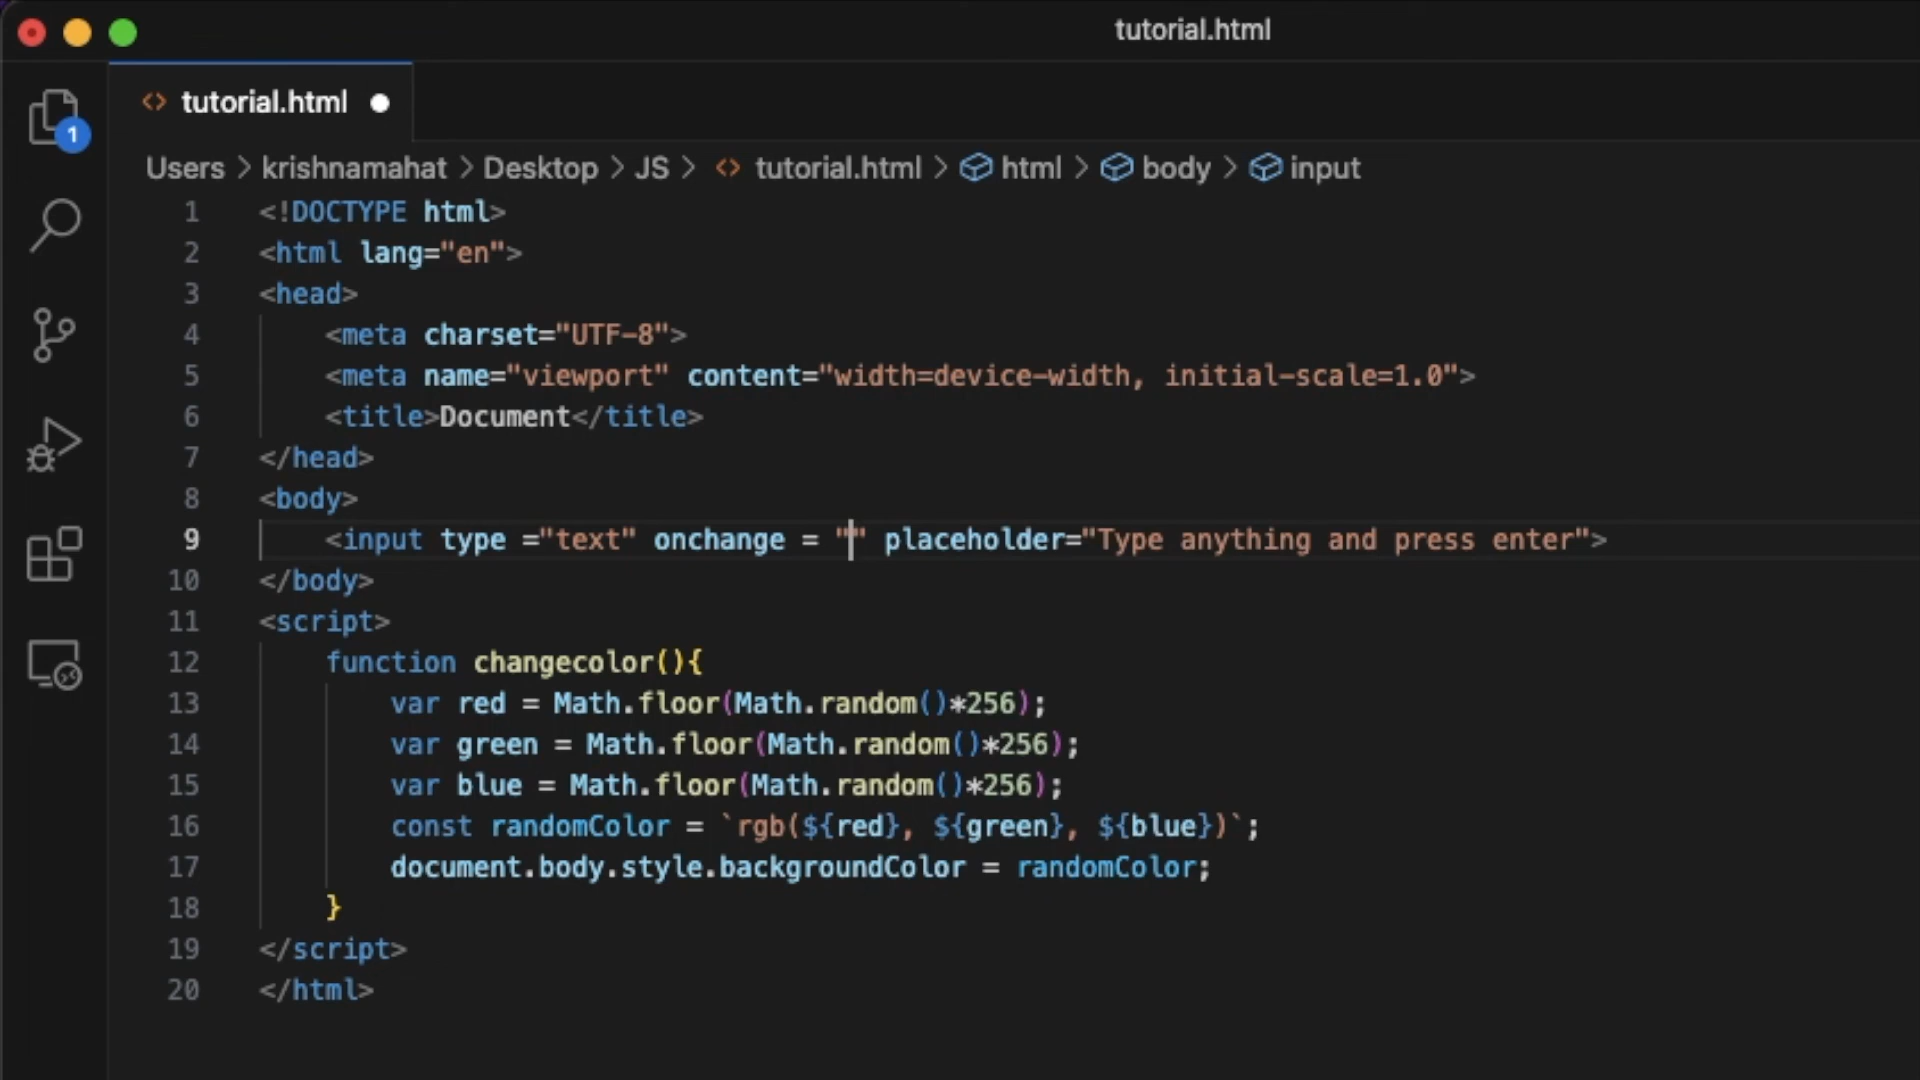 tutorial.html
tutorial.html
1
Users > krishnamahat > Desktop > JS > <> tutorial.html > html > body > input
1 <!DOCTYPE html>
2 <html lang="en">
3 <head>
4     <meta charset="UTF-8">
5     <meta name="viewport" content="width=device-width, initial-scale=1.0">
6     <title>Document</title>
7 </head>
8 <body>
9     <input type ="text" onchange = "" placeholder="Type anything and press enter">
10 </body>
11 <script>
12     function changecolor(){
13         var red = Math.floor(Math.random()*256);
14         var green = Math.floor(Math.random()*256);
15         var blue = Math.floor(Math.random()*256);
16         const randomColor = `rgb(${red}, ${green}, ${blue})`;
17         document.body.style.backgroundColor = randomColor;
18     }
19 </script>
20 </html>